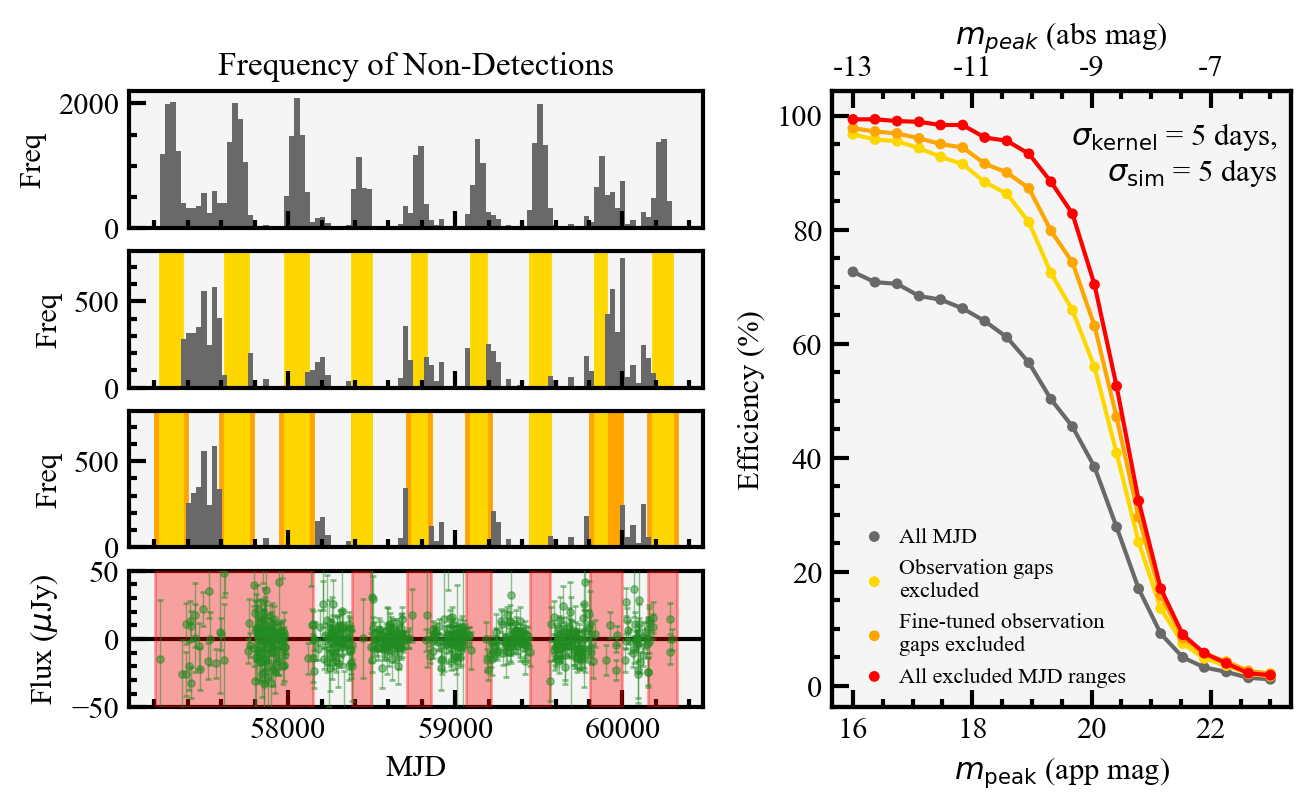 Frequency of Non-Detections
2000
Freq
0
500
Freq
0
500
Freq
0
50
Flux (μJy)
0
−50
58000 59000 60000
MJD
m_peak (abs mag)
-13 -11 -9 -7
σ_kernel = 5 days,
σ_sim = 5 days
100
80
60
40
20
0
Efficiency (%)
All MJD
Observation gaps
excluded
Fine-tuned observation
gaps excluded
All excluded MJD ranges
16 18 20 22
m_peak (app mag)